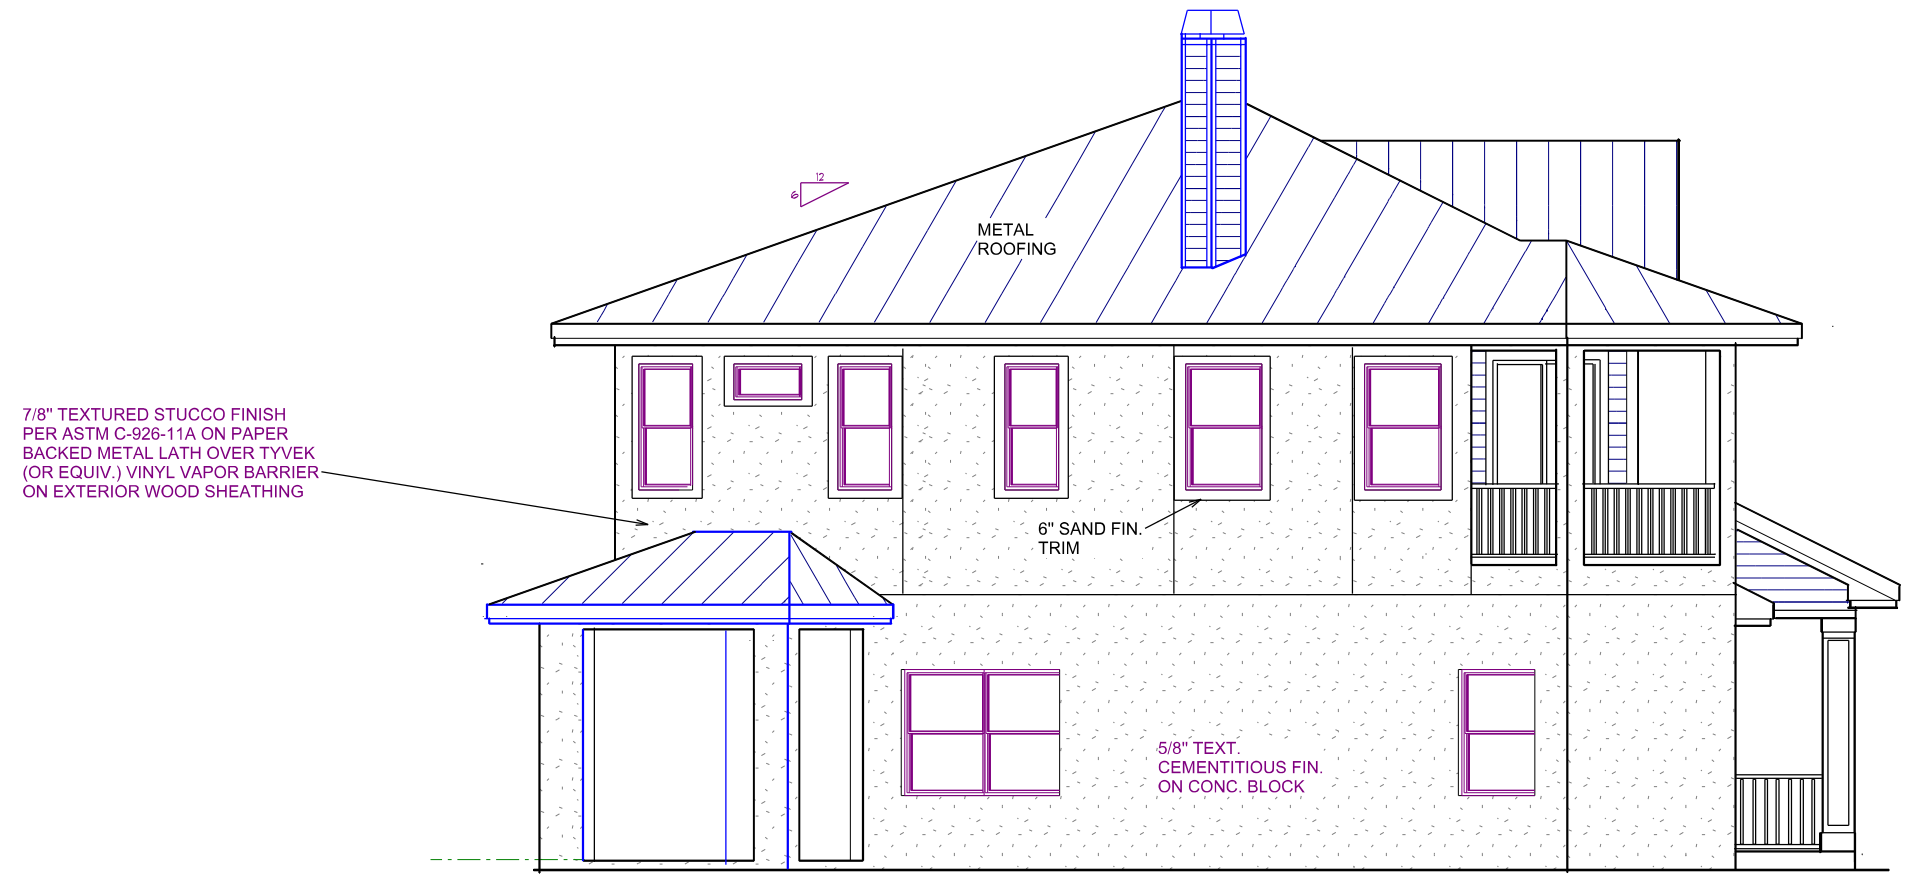 12
6
METAL
ROOFING
7/8" TEXTURED STUCCO FINISH
PER ASTM C-926-11A ON PAPER
BACKED METAL LATH OVER TYVEK
(OR EQUIV.) VINYL VAPOR BARRIER
ON EXTERIOR WOOD SHEATHING
6" SAND FIN.
TRIM
5/8" TEXT.
CEMENTITIOUS FIN.
ON CONC. BLOCK